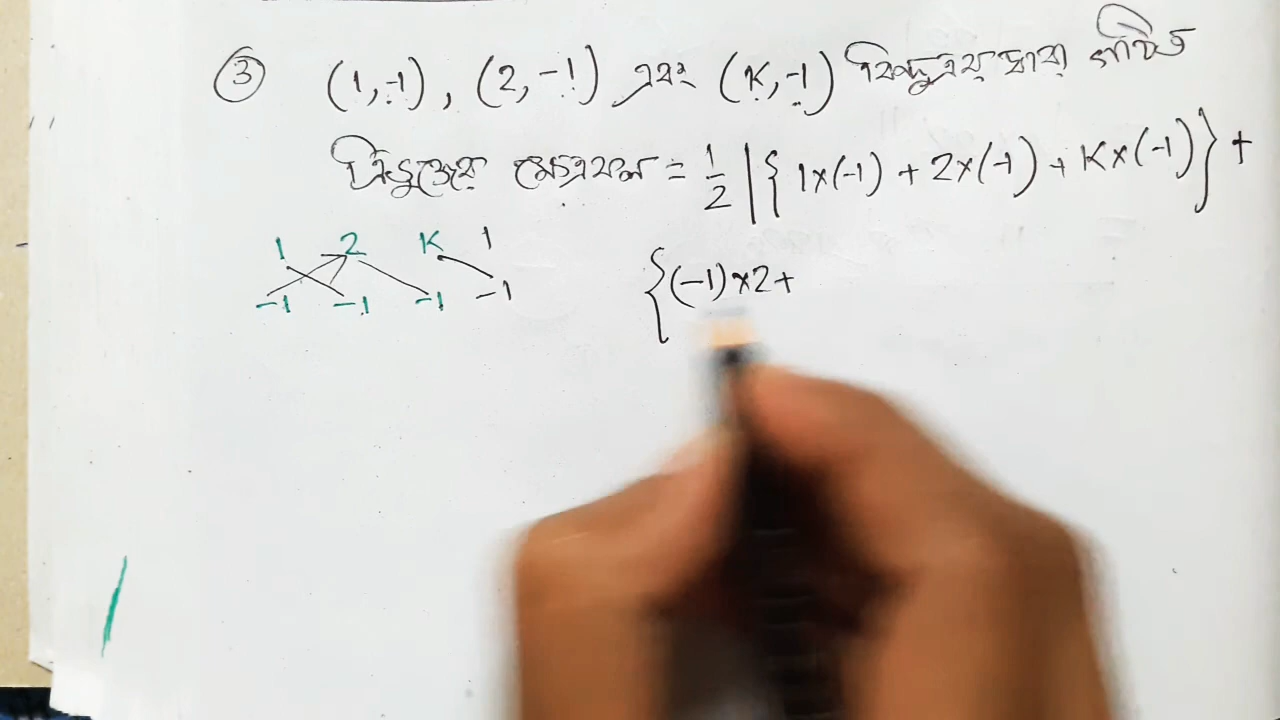 ③ (1,-1), (2,-1) এবং (K,-1) বিন্দুত্রয় দ্বারা গঠিত
ত্রিভুজের ক্ষেত্রফল = 1/2 |{1×(-1) + 2×(-1) + K×(-1)} +
1 2 K 1
-1 -1 -1 -1
{(-1)×2+